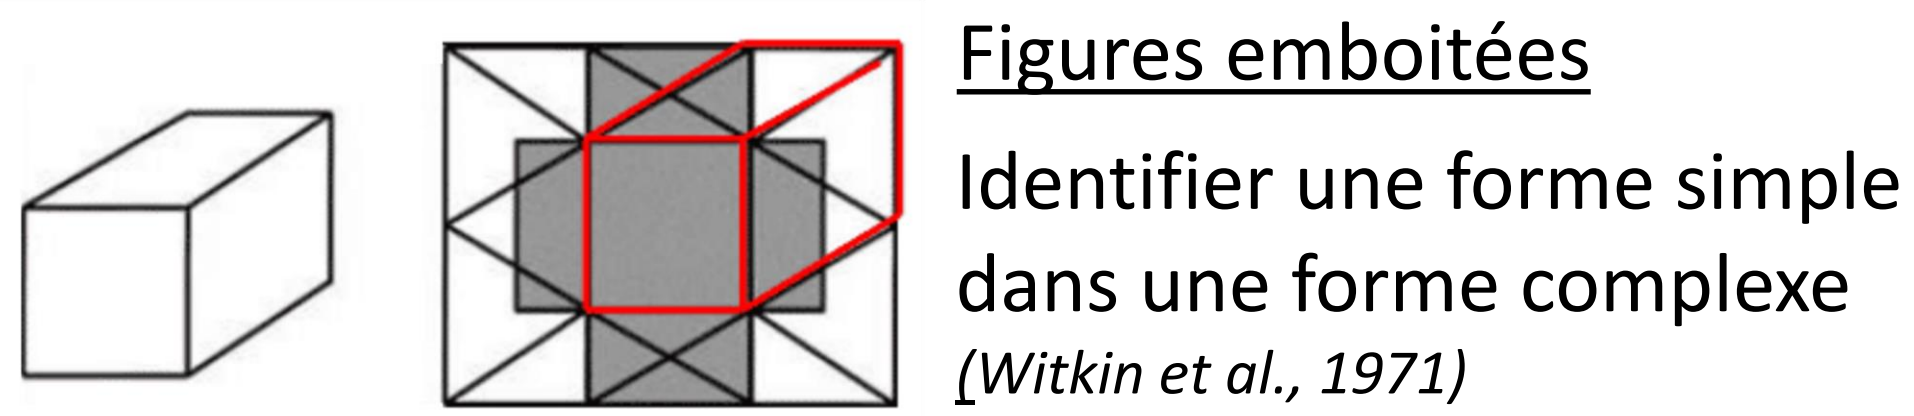 Figures emboitées
Identifier une forme simple
dans une forme complexe
(Witkin et al., 1971)